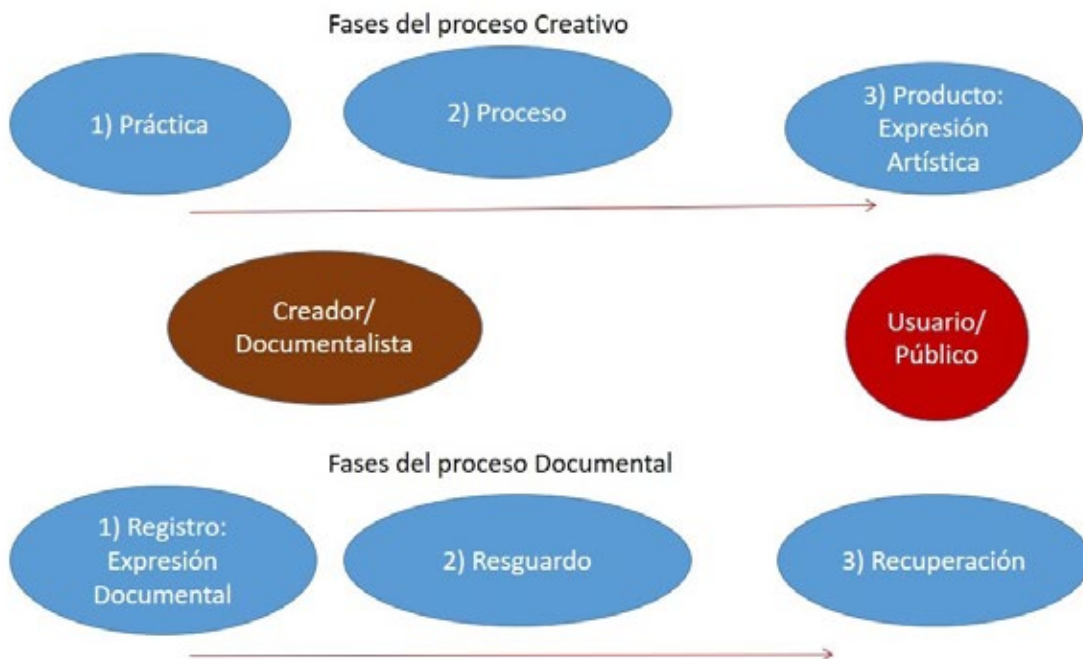 Fases del proceso Creativo
1) Práctica
2) Proceso
3) Producto:
Expresión
Artística
Creador/
Documentalista
Usuario/
Público
Fases del proceso Documental
1) Registro:
Expresión
Documental
2) Resguardo
3) Recuperación